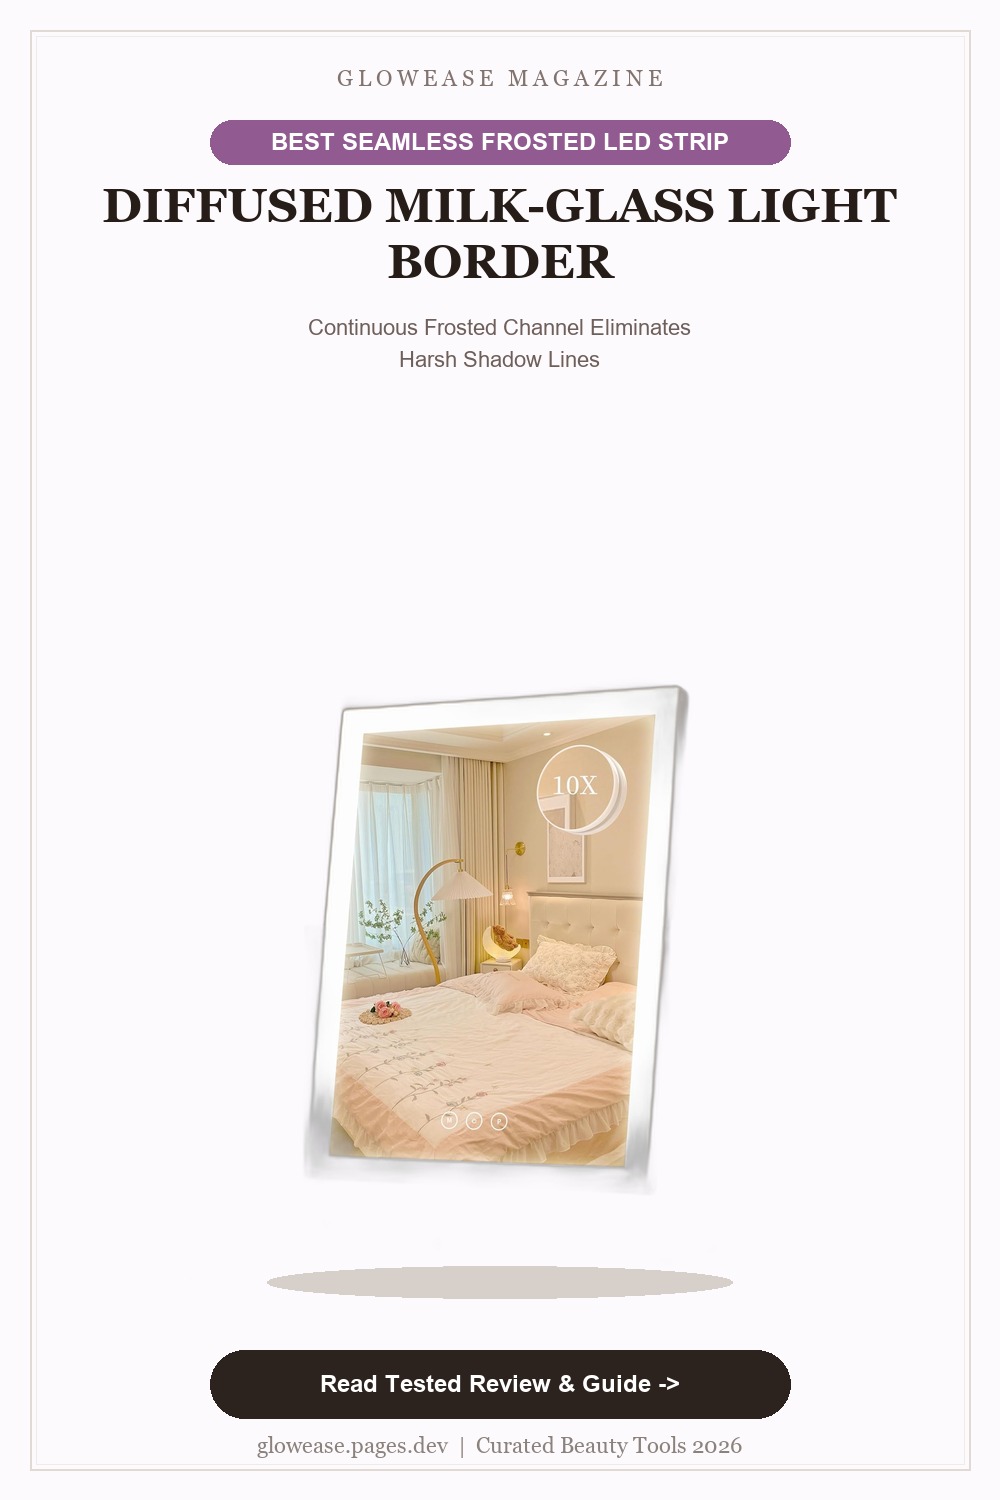 GLOWEASE MAGAZINE
BEST SEAMLESS FROSTED LED STRIP
DIFFUSED MILK-GLASS LIGHT
BORDER
Continuous Frosted Channel Eliminates
Harsh Shadow Lines
10X
M C P
Read Tested Review & Guide ->
glowease.pages.dev | Curated Beauty Tools 2026